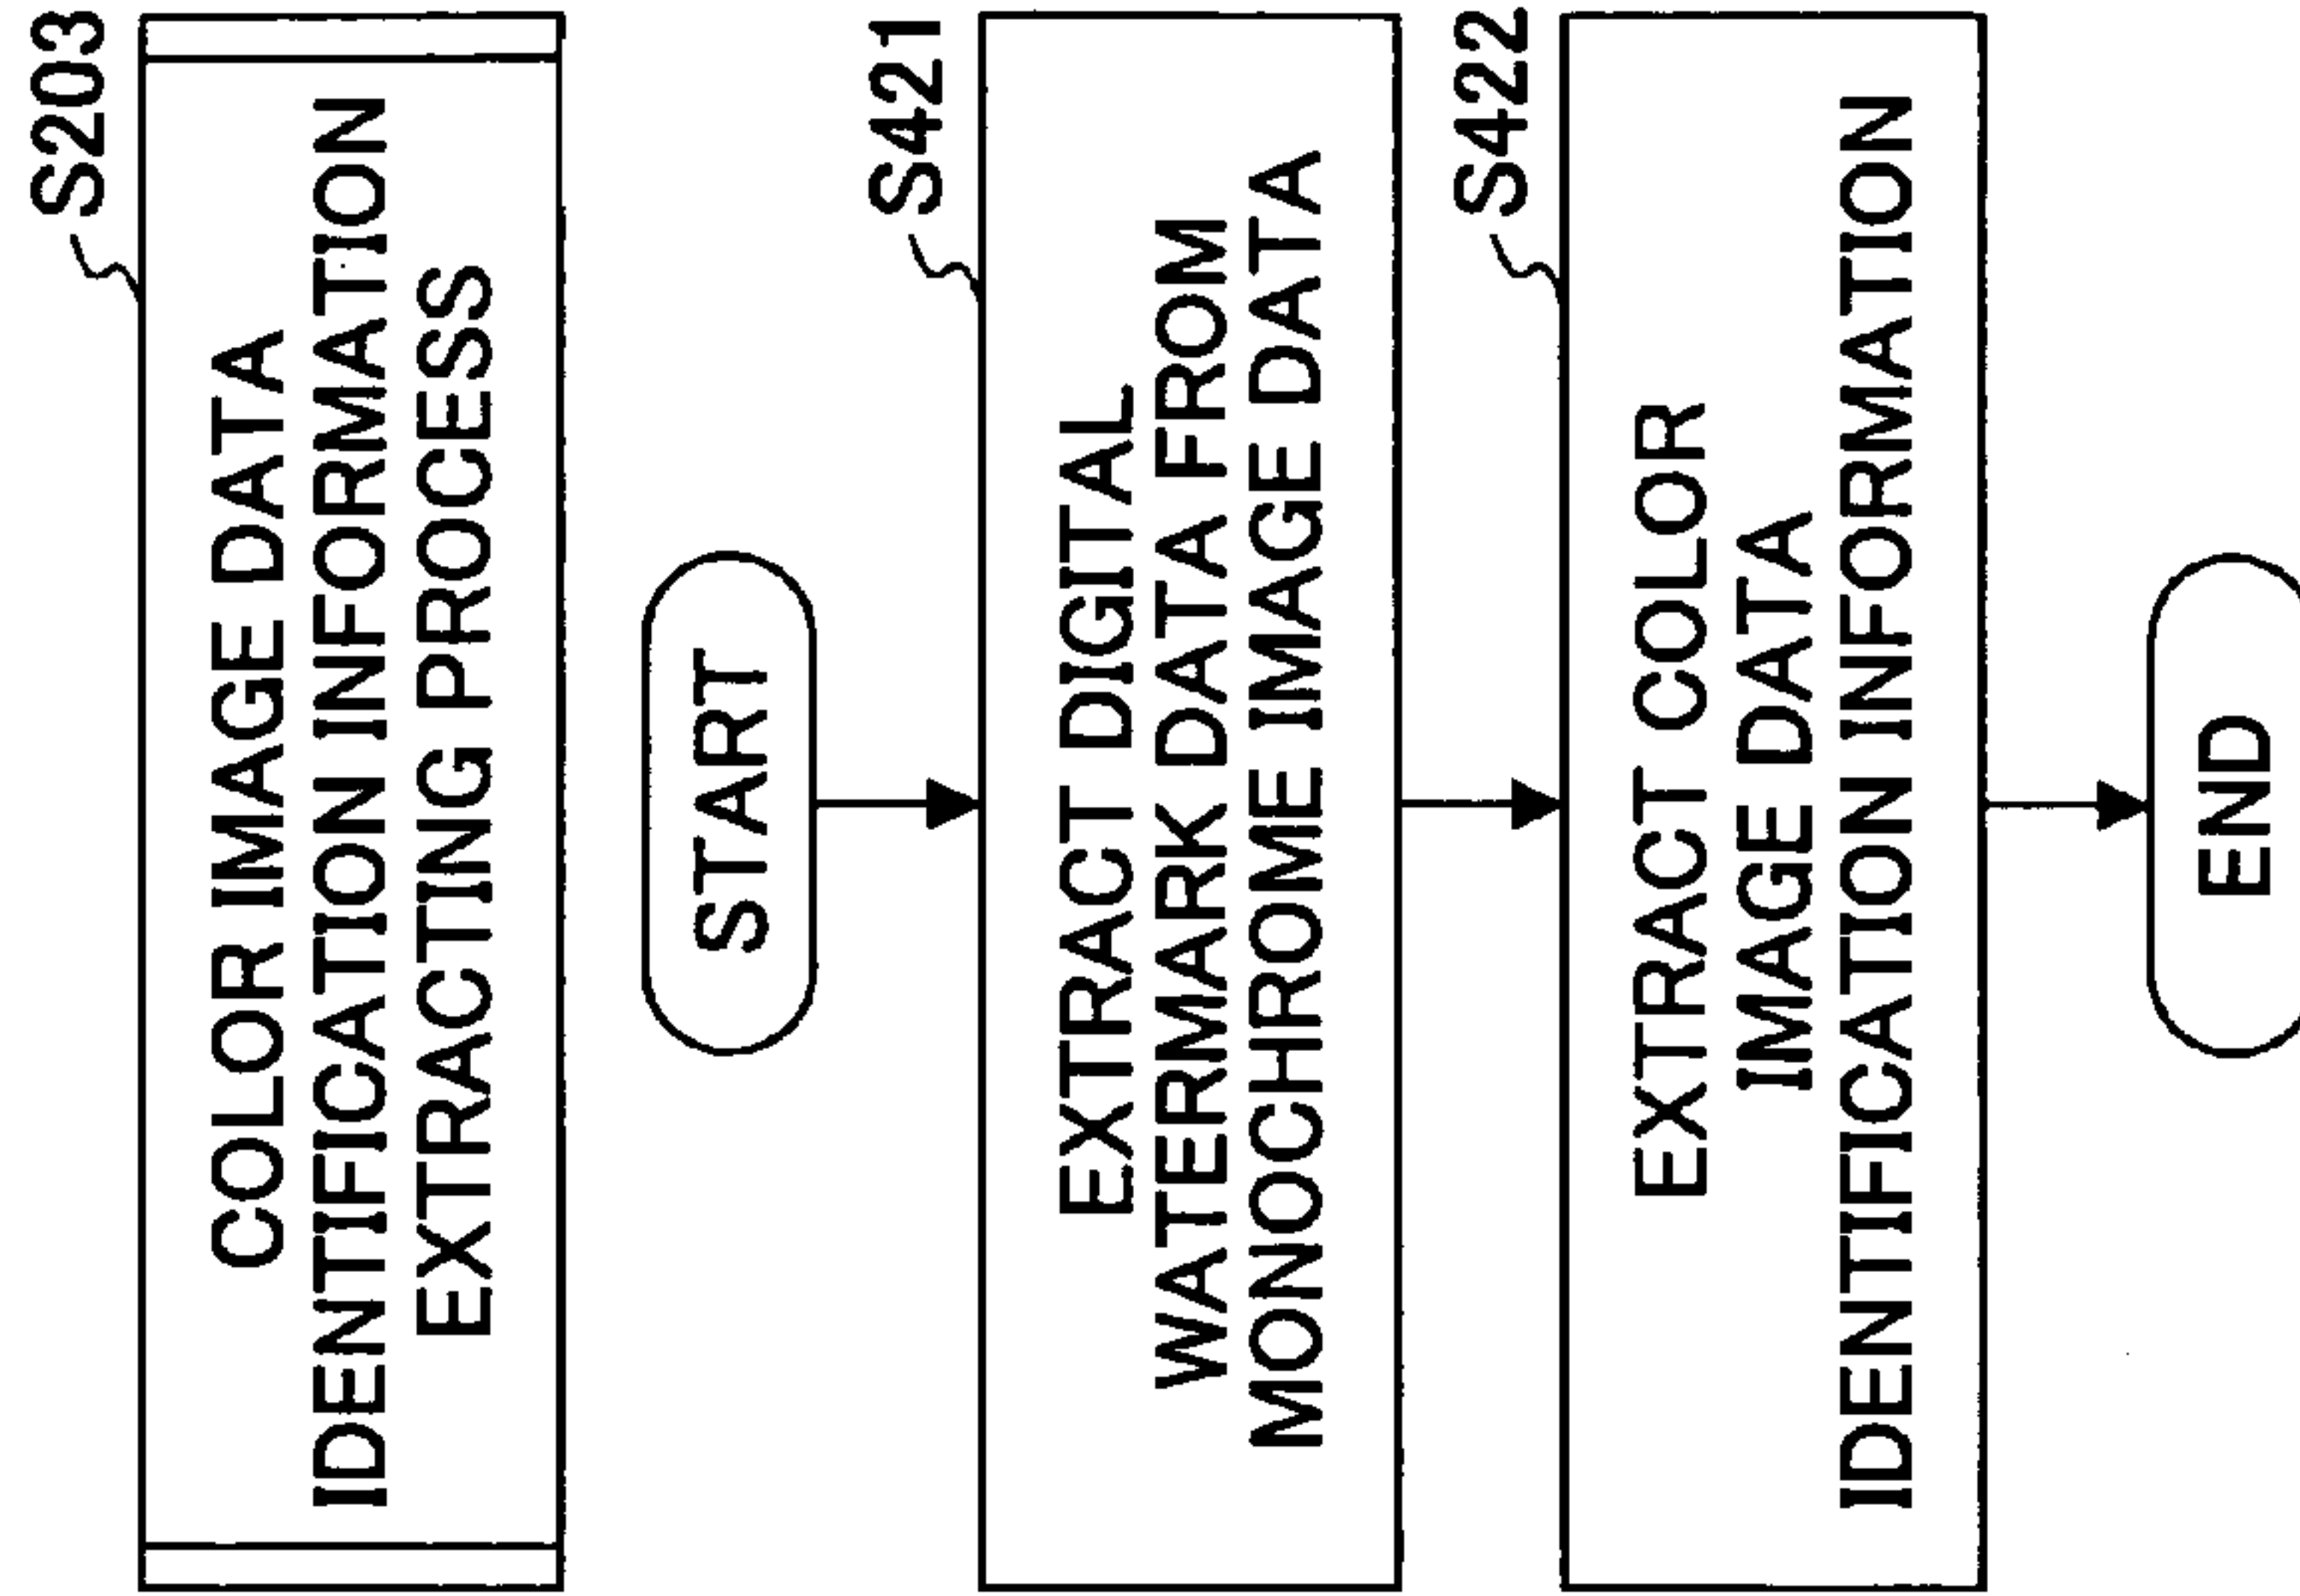 S203
COLOR IMAGE DATA
IDENTIFICATION INFORMATION
EXTRACTING PROCESS
START
S421
EXTRACT DIGITAL
WATERMARK DATA FROM
MONOCHROME IMAGE DATA
S422
EXTRACT COLOR
IMAGE DATA
IDENTIFICATION INFORMATION
END